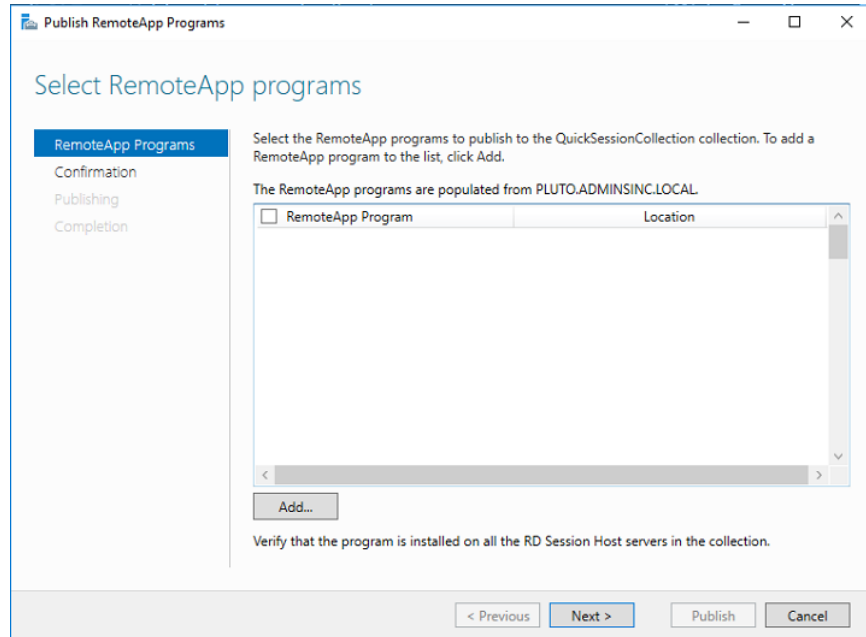 Publish RemoteApp Programs
Select RemoteApp programs
RemoteApp Programs
Confirmation
Publishing
Completion
Select the RemoteApp programs to publish to the QuickSessionCollection collection. To add a
RemoteApp program to the list, click Add.
The RemoteApp programs are populated from PLUTO.ADMINSINC.LOCAL.
RemoteApp Program Location
Add...
Verify that the program is installed on all the RD Session Host servers in the collection.
< Previous Next > Publish Cancel